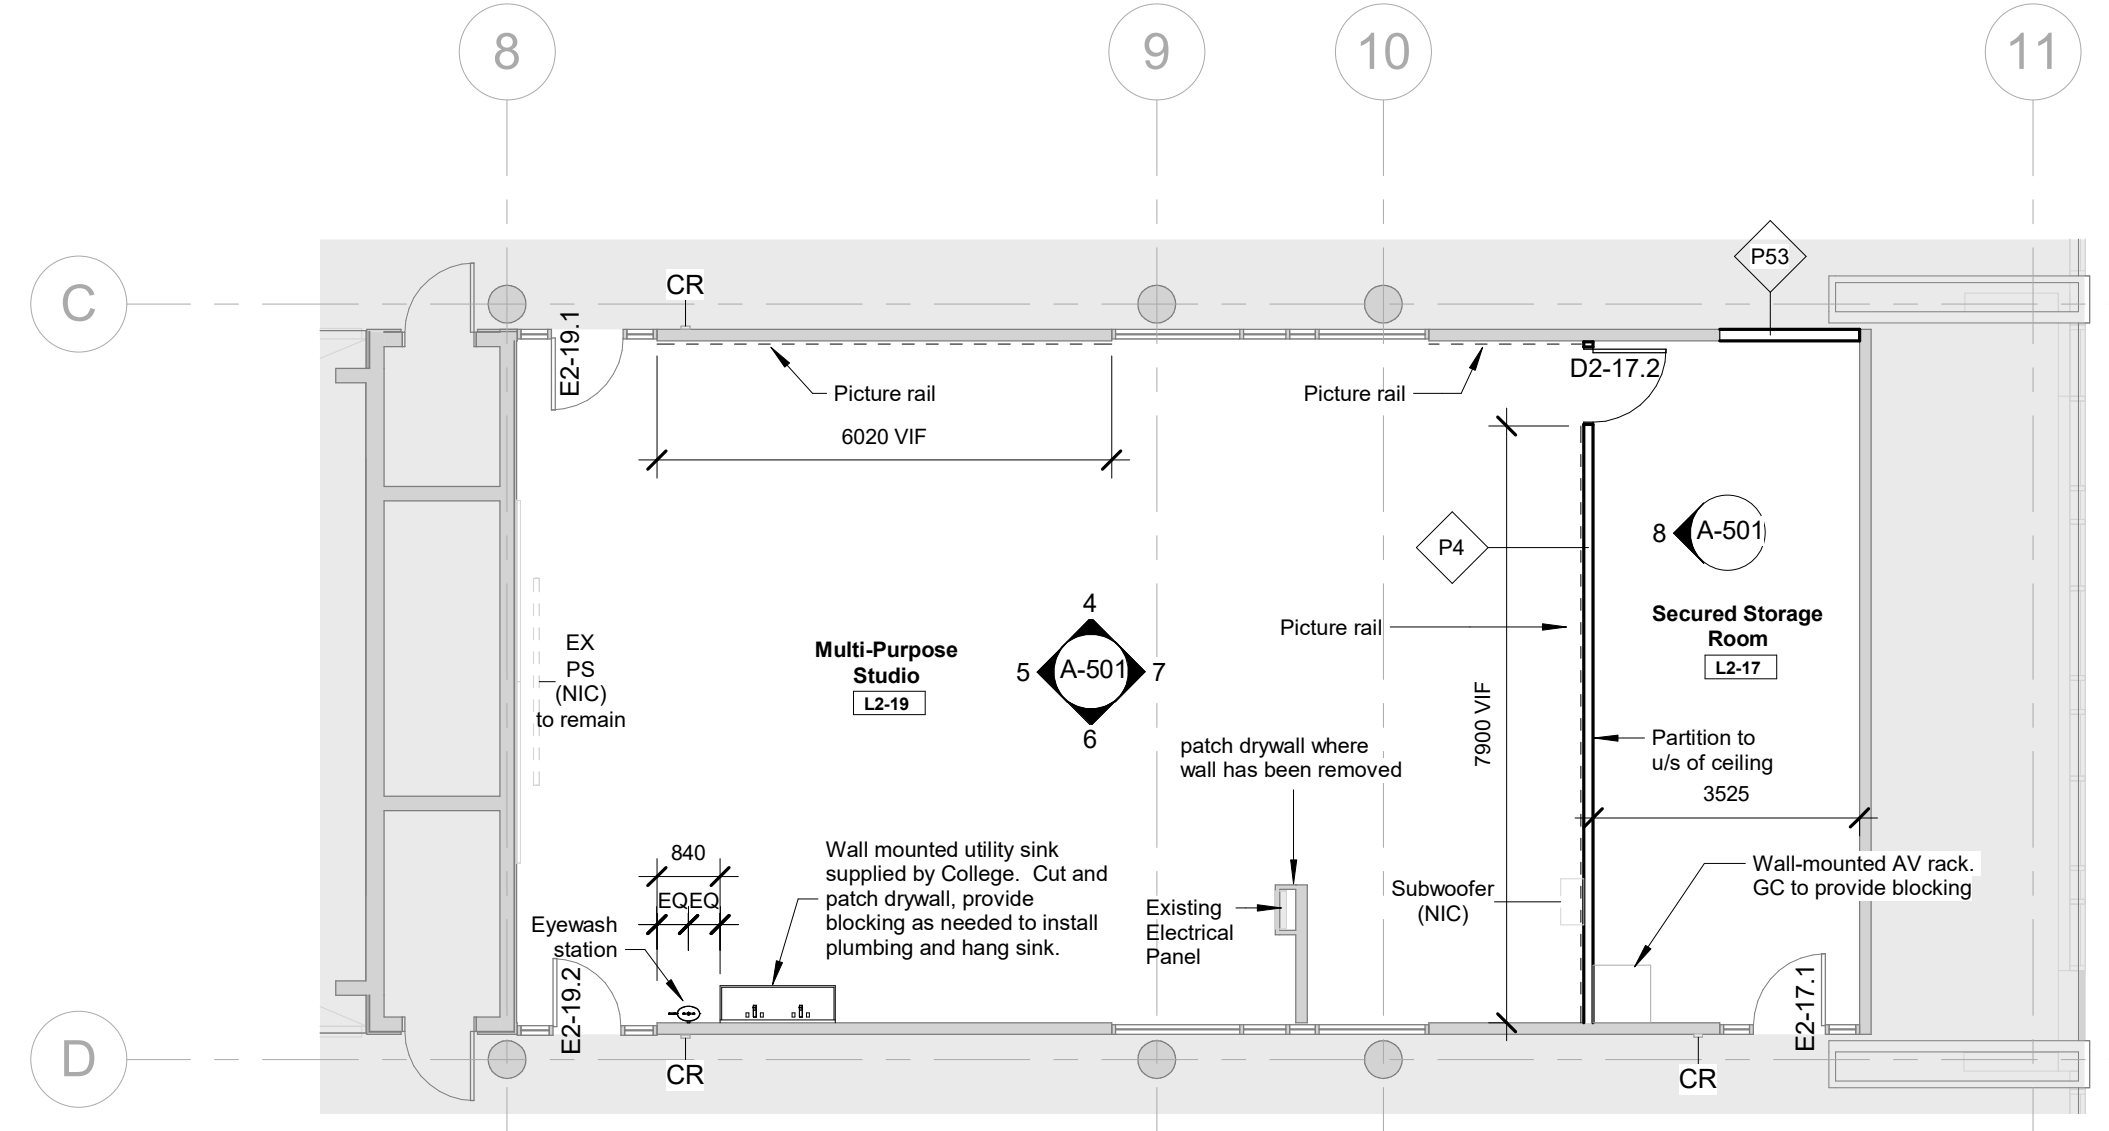 8
9
10
11
C
D
CR
P53
E2-19.1
Picture rail
6020 VIF
Picture rail
D2-17.2
P4
8
A-501
Picture rail
Secured Storage
Room
L2-17
EX
PS
(NIC)
to remain
Multi-Purpose
Studio
L2-19
4
5
A-501
7
6
7900 VIF
patch drywall where
wall has been removed
Partition to
u/s of ceiling
3525
840
EQ
EQ
Wall mounted utility sink
supplied by College. Cut and
patch drywall, provide
blocking as needed to install
plumbing and hang sink.
Eyewash
station
Existing
Electrical
Panel
Subwoofer
(NIC)
Wall-mounted AV rack.
GC to provide blocking
E2-19.2
E2-17.1
CR
CR